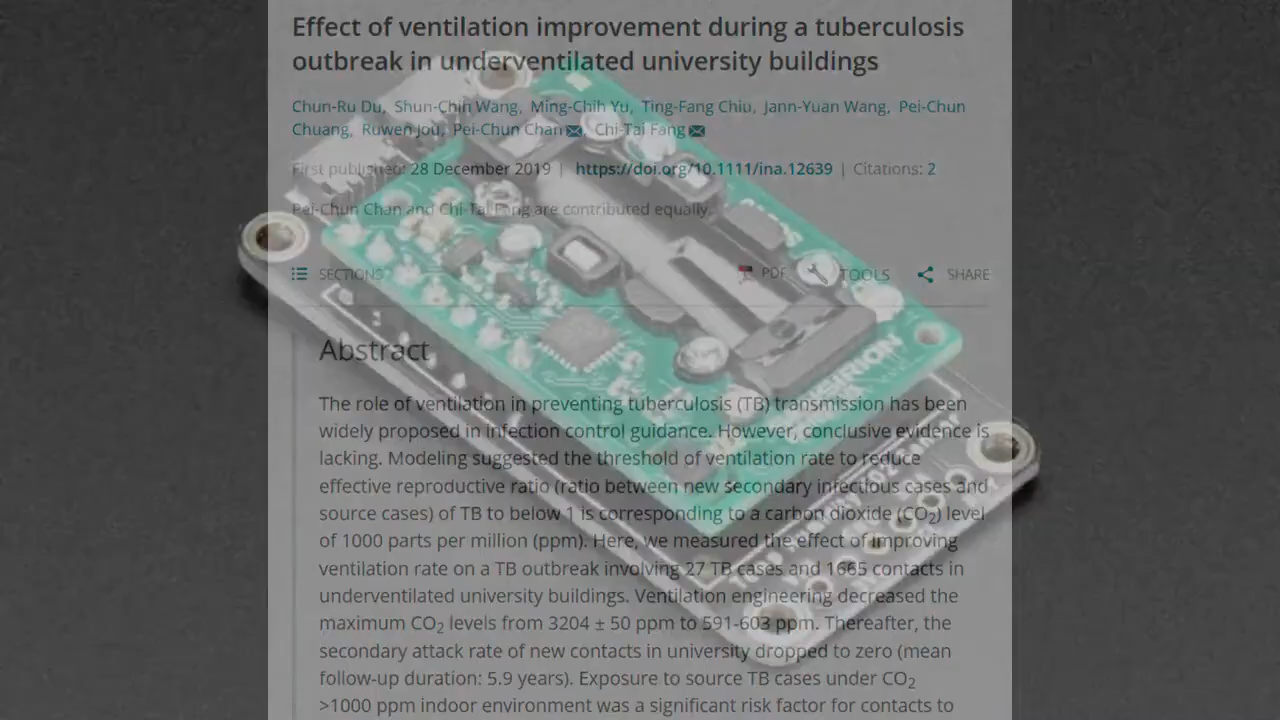 Effect of ventilation improvement during a tuberculosis
outbreak in underventilated university buildings
Chun-Ru Du, Shun-Chin Wang, Ming-Chih Yu, Ting-Fang Chiu, Jann-Yuan Wang, Pei-Chun
Chuang, Ruwen Jou, Pei-Chun Chan, Chi-Tai Fang
First published: 28 December 2019 | https://doi.org/10.1111/ina.12639 | Citations: 2
Pei-Chun Chan and Chi-Tai Fang are contributed equally.
SECTIONS PDF TOOLS SHARE
Abstract
The role of ventilation in preventing tuberculosis (TB) transmission has been
widely proposed in infection control guidance. However, conclusive evidence is
lacking. Modeling suggested the threshold of ventilation rate to reduce
effective reproductive ratio (ratio between new secondary infectious cases and
source cases) of TB to below 1 is corresponding to a carbon dioxide (CO2) level
of 1000 parts per million (ppm). Here, we measured the effect of improving
ventilation rate on a TB outbreak involving 27 TB cases and 1665 contacts in
underventilated university buildings. Ventilation engineering decreased the
maximum CO2 levels from 3204 ± 50 ppm to 591-603 ppm. Thereafter, the
secondary attack rate of new contacts in university dropped to zero (mean
follow-up duration: 5.9 years). Exposure to source TB cases under CO2
>1000 ppm indoor environment was a significant risk factor for contacts to